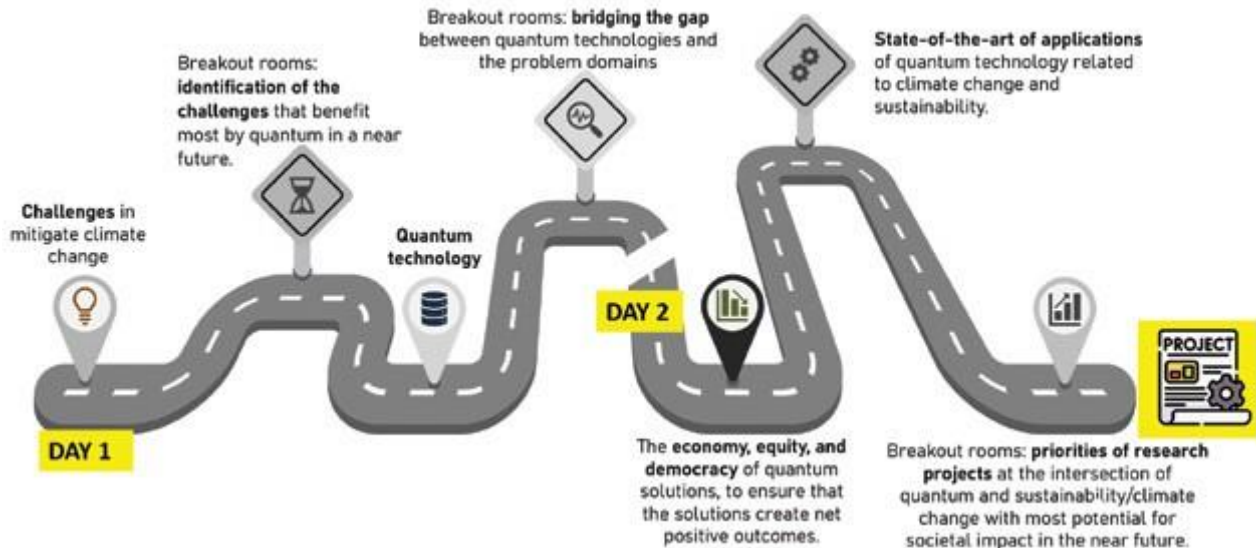 Challenges in
mitigate climate
change
DAY 1
Breakout rooms:
identification of the
challenges that benefit
most by quantum in a near
future.
Quantum
technology
Breakout rooms: bridging the gap
between quantum technologies and
the problem domains
DAY 2
The economy, equity, and
democracy of quantum
solutions, to ensure that
the solutions create net
positive outcomes.
State-of-the-art of applications
of quantum technology related
to climate change and
sustainability.
Breakout rooms: priorities of research
projects at the intersection of
quantum and sustainability/climate
change with most potential for
societal impact in the near future.
PROJECT